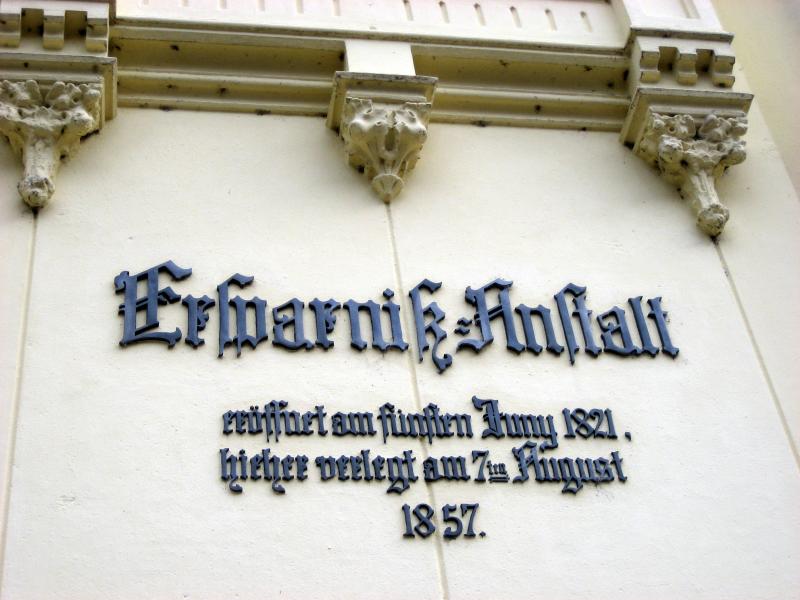 Ersparniß-Anstalt
eröffnet am fünften Juny 1821.
hieher verlegt am 7ten August
1857.